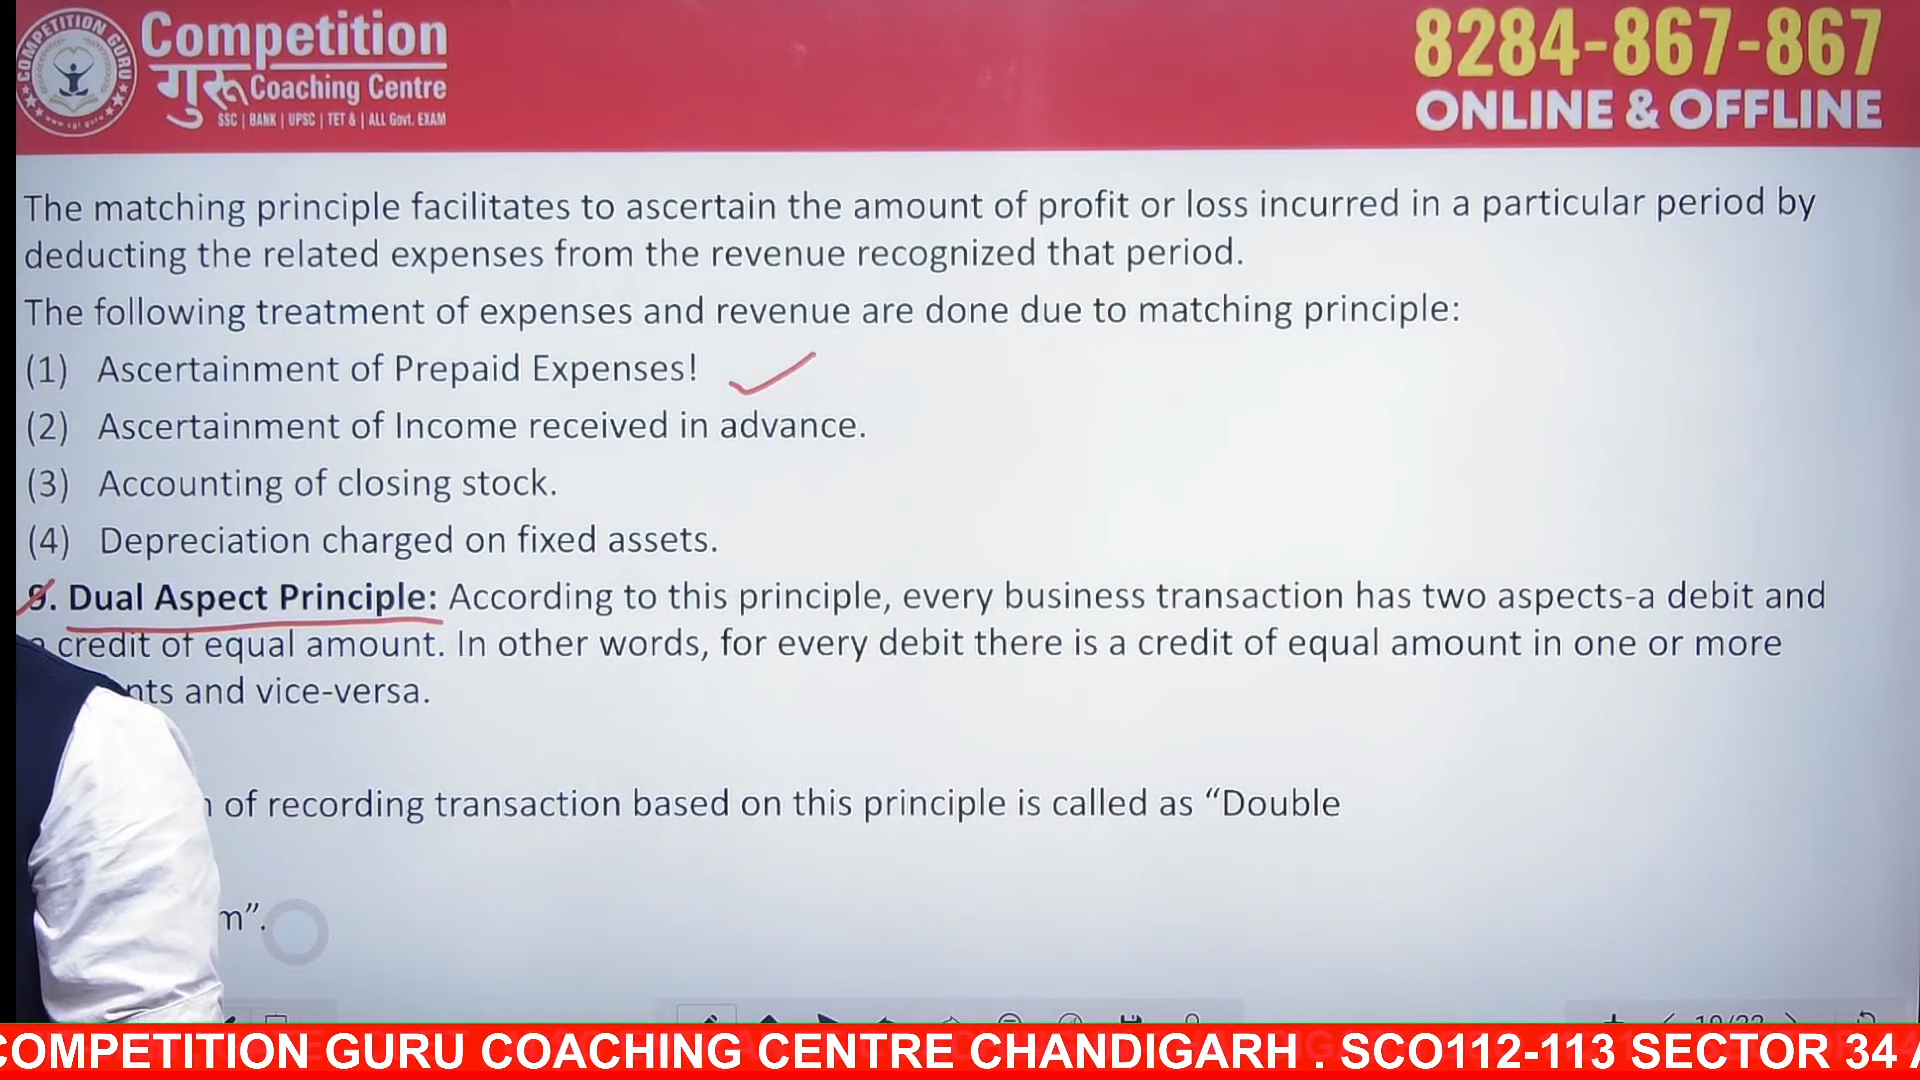 COMPETITION GURU
Competition
गुरू Coaching Centre
SSC | BANK | UPSC | TET & | ALL Govt. EXAM
8284-867-867
ONLINE & OFFLINE
The matching principle facilitates to ascertain the amount of profit or loss incurred in a particular period by
deducting the related expenses from the revenue recognized that period.
The following treatment of expenses and revenue are done due to matching principle:
(1) Ascertainment of Prepaid Expenses!
(2) Ascertainment of Income received in advance.
(3) Accounting of closing stock.
(4) Depreciation charged on fixed assets.
9. Dual Aspect Principle: According to this principle, every business transaction has two aspects-a debit and
credit of equal amount. In other words, for every debit there is a credit of equal amount in one or more
nts and vice-versa.
of recording transaction based on this principle is called as “Double
m”.
19/22
COMPETITION GURU COACHING CENTRE CHANDIGARH . SCO112-113 SECTOR 34 A